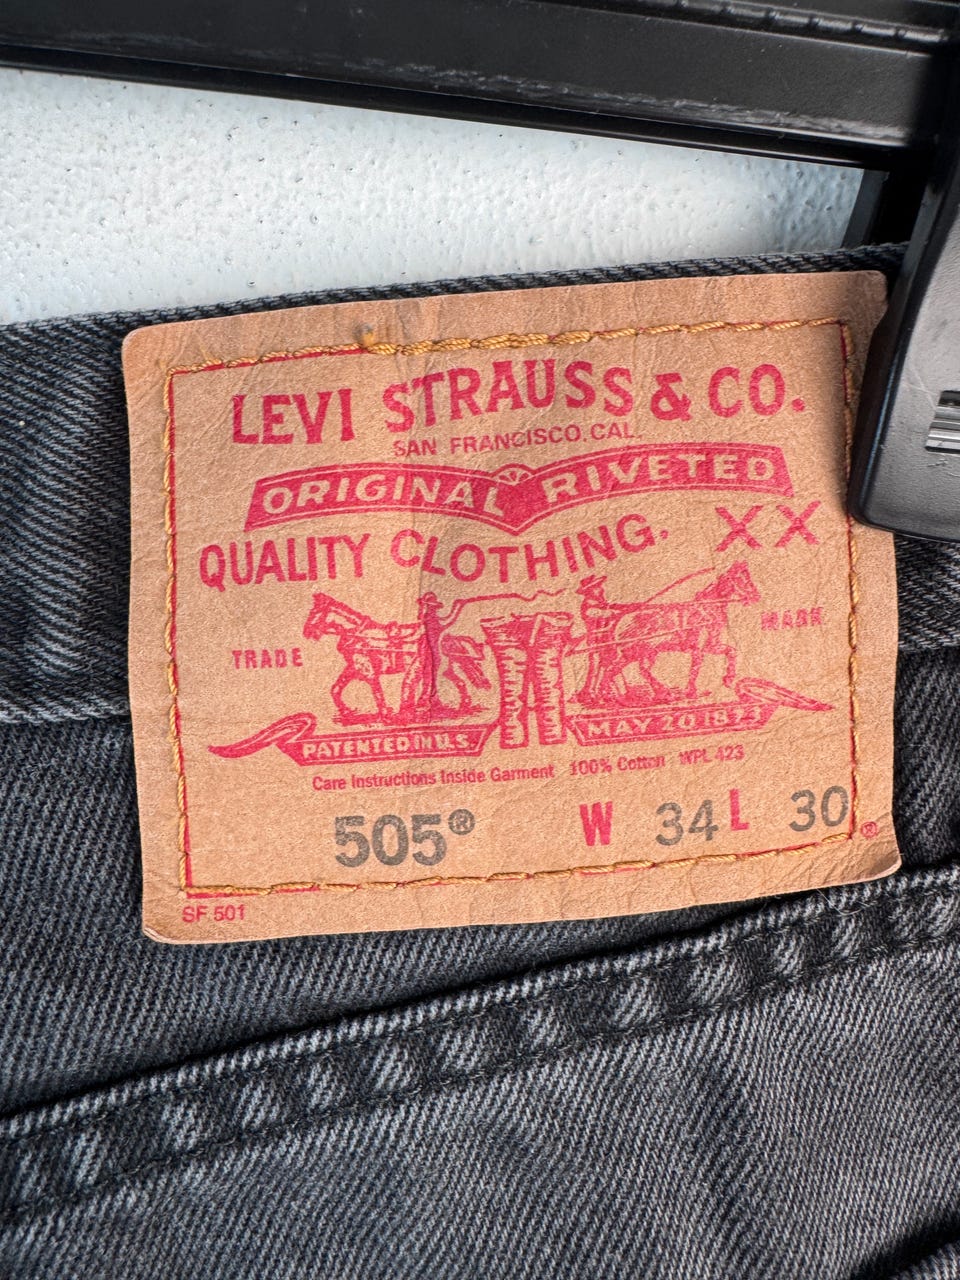 LEVI STRAUSS & CO.
SAN FRANCISCO, CAL.
ORIGINAL RIVETED
QUALITY CLOTHING. XX
TRADE MARK
PATENTED IN U.S. MAY 20 1873
Care Instructions Inside Garment 100% Cotton WPL 423
505® W 34 L 30 ®
SF 501